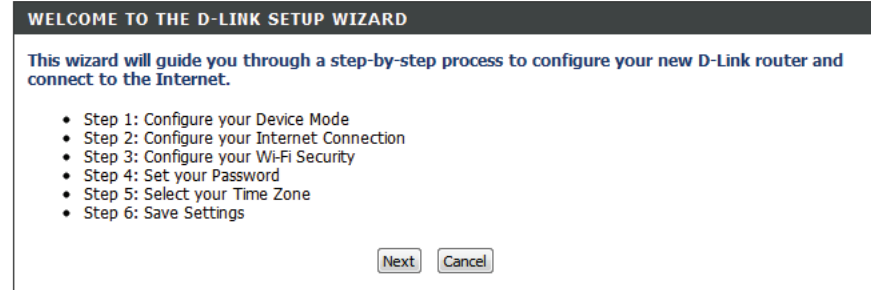 WELCOME TO THE D-LINK SETUP WIZARD
This wizard will guide you through a step-by-step process to configure your new D-Link router and
connect to the Internet.
• Step 1: Configure your Device Mode
• Step 2: Configure your Internet Connection
• Step 3: Configure your Wi-Fi Security
• Step 4: Set your Password
• Step 5: Select your Time Zone
• Step 6: Save Settings
Next Cancel